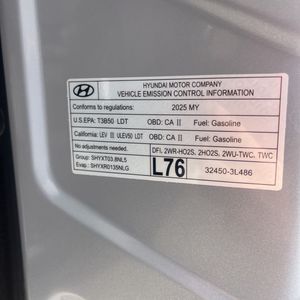 HYUNDAI MOTOR COMPANY
VEHICLE EMISSION CONTROL INFORMATION
Conforms to regulations: 2025 MY
U.S.EPA: T3B50 LDT OBD: CA II Fuel: Gasoline
California: LEV III ULEV50 LDT OBD: CA II Fuel: Gasoline
No adjustments needed.
Group: SHYXT03.8NL5
Evap.: SHYXR0135NLG
L76
DFI, 2WR-HO2S, 2HO2S, 2WU-TWC, TWC
32450-3L486